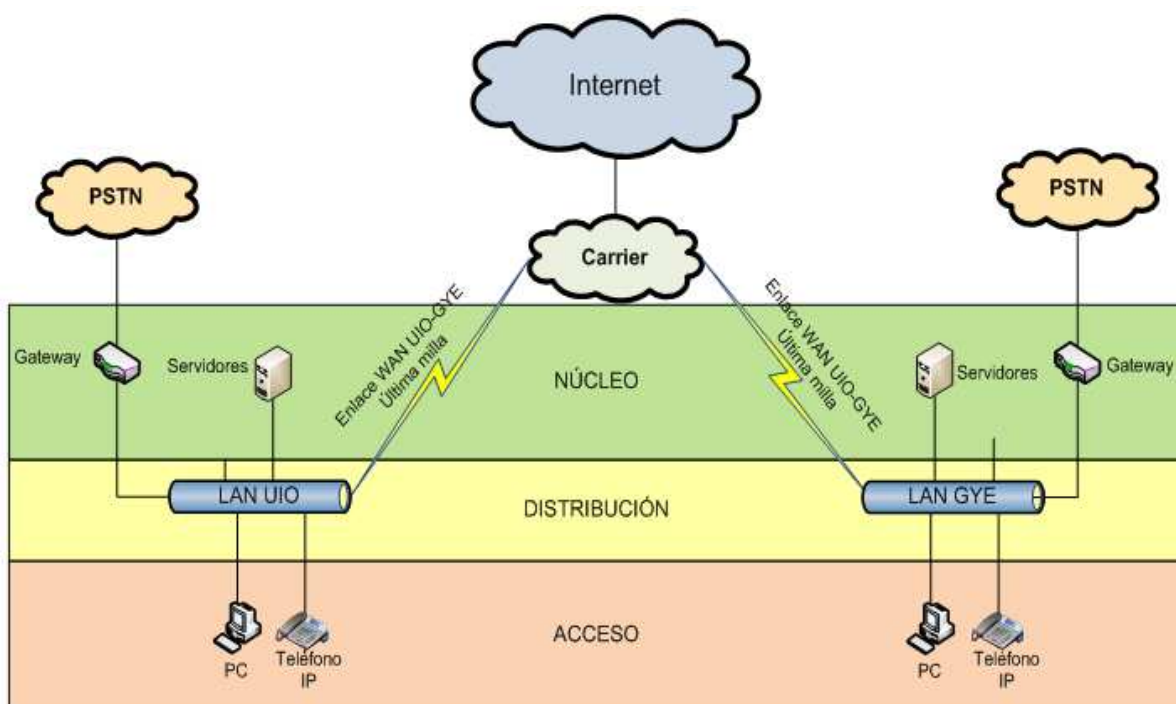 Internet
PSTN
PSTN
Carrier
Enlace WAN UIO-GYE
Última milla
Enlace WAN UIO-GYE
Última milla
Gateway
Servidores
NÚCLEO
Servidores
Gateway
LAN UIO
DISTRIBUCIÓN
LAN GYE
ACCESO
PC
Teléfono
IP
PC
Teléfono
IP